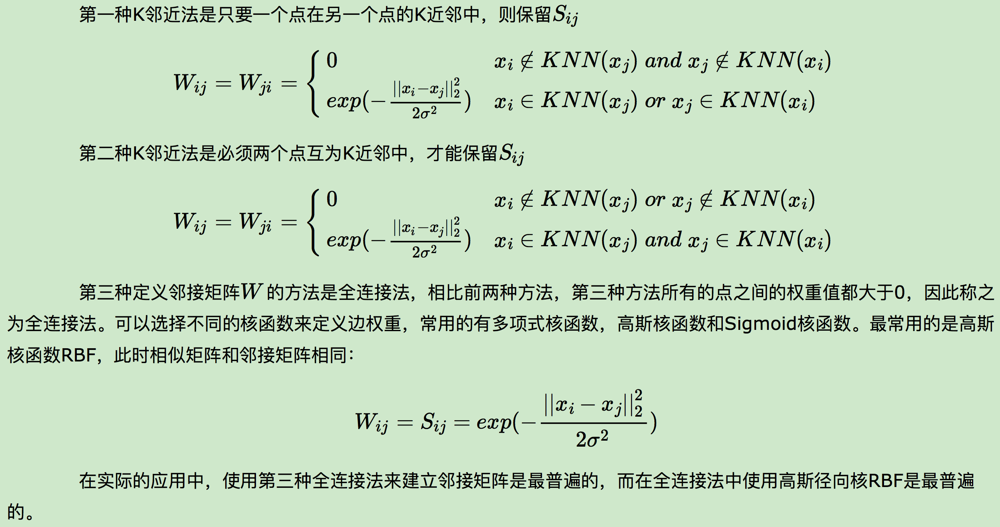 第一种K邻近法是只要一个点在另一个点的K近邻中，则保留$S_{ij}$
$$W_{ij}=W_{ji}=\begin{cases} 0 & x_i \notin KNN(x_j) \; and \; x_j \notin KNN(x_i) \\ exp(-\frac{||x_i-x_j||_2^2}{2\sigma^2}) & x_i \in KNN(x_j) \; or \; x_j \in KNN(x_i) \end{cases}$$
第二种K邻近法是必须两个点互为K近邻中，才能保留$S_{ij}$
$$W_{ij}=W_{ji}=\begin{cases} 0 & x_i \notin KNN(x_j) \; or \; x_j \notin KNN(x_i) \\ exp(-\frac{||x_i-x_j||_2^2}{2\sigma^2}) & x_i \in KNN(x_j) \; and \; x_j \in KNN(x_i) \end{cases}$$
第三种定义邻接矩阵$W$的方法是全连接法，相比前两种方法，第三种方法所有的点之间的权重值都大于0，因此称之
为全连接法。可以选择不同的核函数来定义边权重，常用的有多项式核函数，高斯核函数和Sigmoid核函数。最常用的是高斯
核函数RBF，此时相似矩阵和邻接矩阵相同：
$$W_{ij}=S_{ij}=exp(-\frac{||x_i-x_j||_2^2}{2\sigma^2})$$
在实际的应用中，使用第三种全连接法来建立邻接矩阵是最普遍的，而在全连接法中使用高斯径向核RBF是最普遍
的。